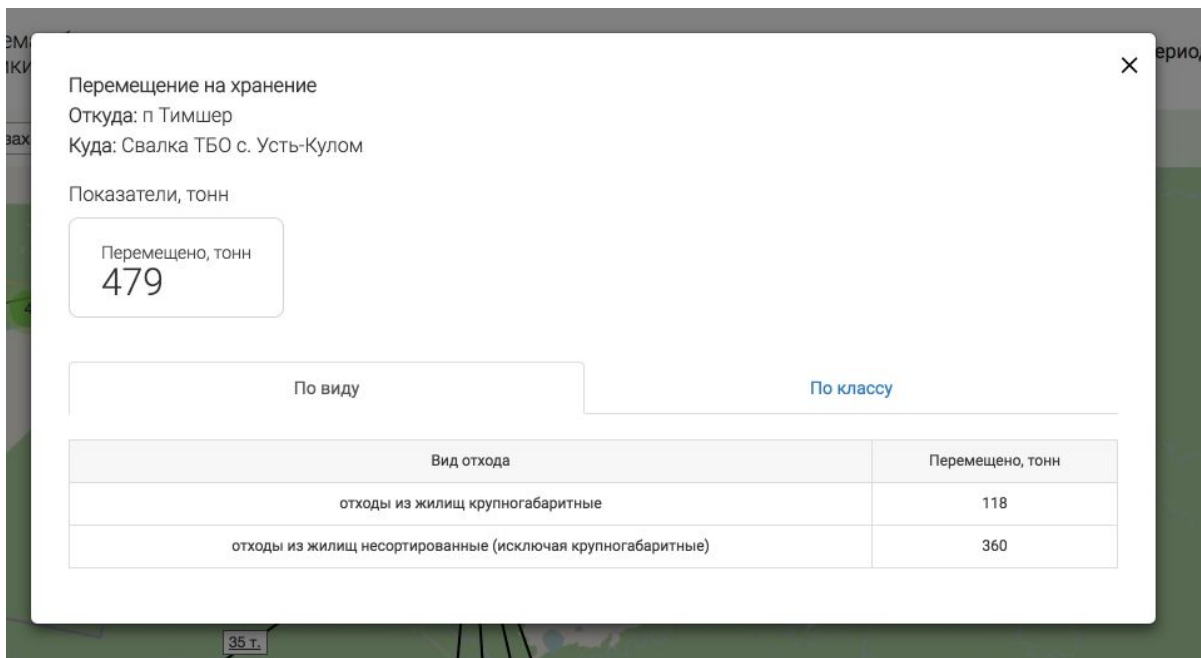 Перемещение на хранение
Откуда: п Тимшер
Куда: Свалка ТБО с. Усть-Кулом
Показатели, тонн
Перемещено, тонн
479
По виду
По классу
Вид отхода
Перемещено, тонн
отходы из жилищ крупногабаритные
118
отходы из жилищ несортированные (исключая крупногабаритные)
360
35 т.